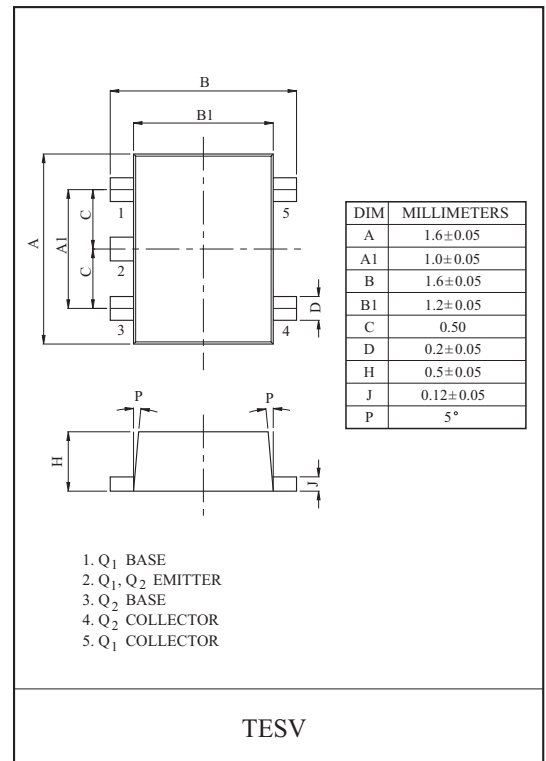 B
B1
1
5
C
A
A1
2
C
3
4
D
DIM MILLIMETERS
A 1.6±0.05
A1 1.0±0.05
B 1.6±0.05
B1 1.2±0.05
C 0.50
D 0.2±0.05
H 0.5±0.05
J 0.12±0.05
P 5°
P
P
H
J
1. Q1 BASE
2. Q1, Q2 EMITTER
3. Q2 BASE
4. Q2 COLLECTOR
5. Q1 COLLECTOR
TESV